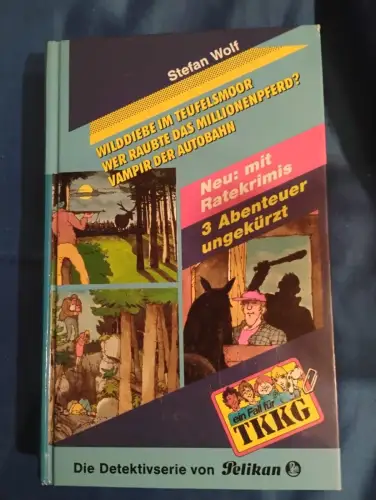 Stefan Wolf
WILDDIEBE IM TEUFELSMOOR
WER RAUBTE DAS MILLIONENPFERD?
VAMPIR DER AUTOBAHN
Neu: mit
Ratekrimis
3 Abenteuer
ungekürzt
ein Fall für
TKKG
Die Detektivserie von Pelikan